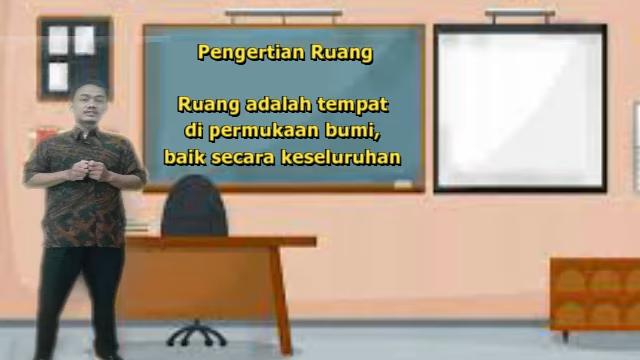 Pengertian Ruang
Ruang adalah tempat
di permukaan bumi,
baik secara keseluruhan